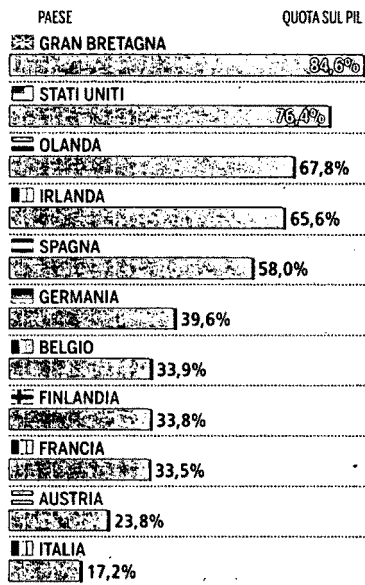 PAESE QUOTA SUL PIL
GRAN BRETAGNA
84,6%
STATI UNITI
76,4%
OLANDA
67,8%
IRLANDA
65,6%
SPAGNA
58,0%
GERMANIA
39,6%
BELGIO
33,9%
FINLANDIA
33,8%
FRANCIA
33,5%
AUSTRIA
23,8%
ITALIA
17,2%